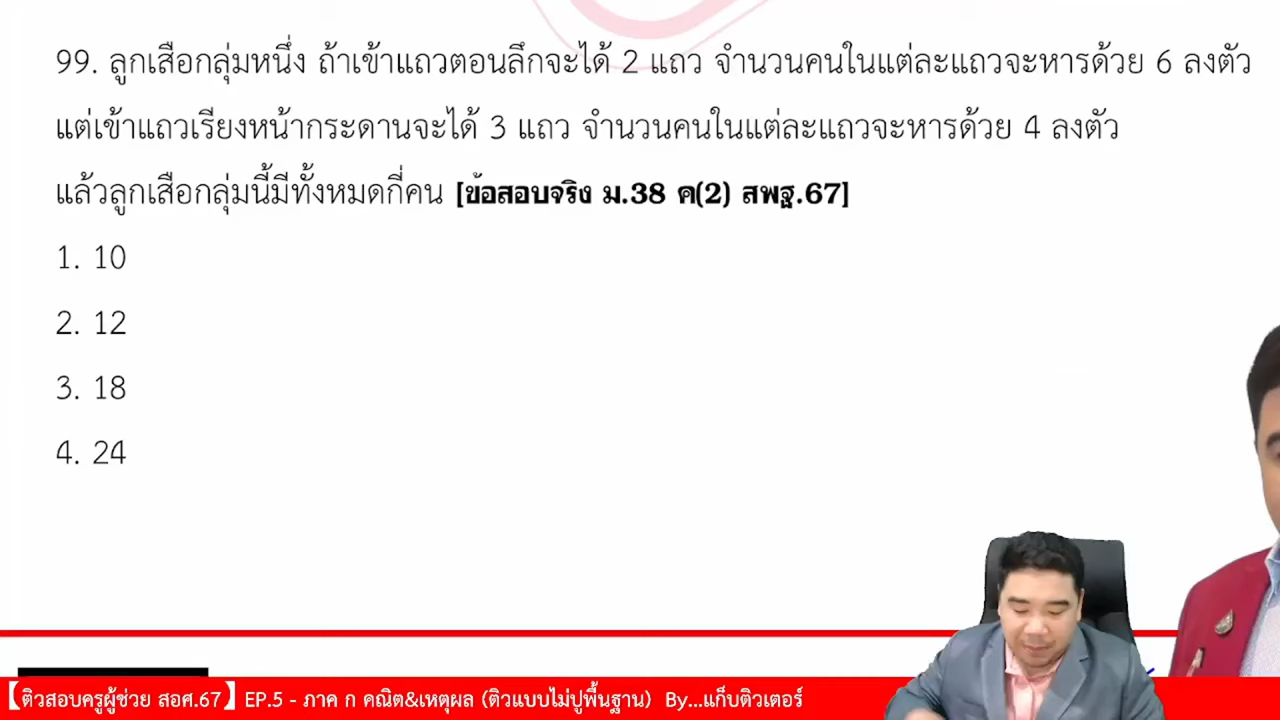 99. ลูกเสือกลุ่มหนึ่ง ถ้าเข้าแถวตอนลึกจะได้ 2 แถว จำนวนคนในแต่ละแถวจะหารด้วย 6 ลงตัว
แต่เข้าแถวเรียงหน้ากระดานจะได้ 3 แถว จำนวนคนในแต่ละแถวจะหารด้วย 4 ลงตัว
แล้วลูกเสือกลุ่มนี้มีทั้งหมดกี่คน [ข้อสอบจริง ม.38 ค(2) สพฐ.67]
1. 10
2. 12
3. 18
4. 24
【ติวสอบครูผู้ช่วย สอศ.67】 EP.5 - ภาค ก คณิต&เหตุผล (ติวแบบไม่ปูพื้นฐาน) By...แก็บติวเตอร์